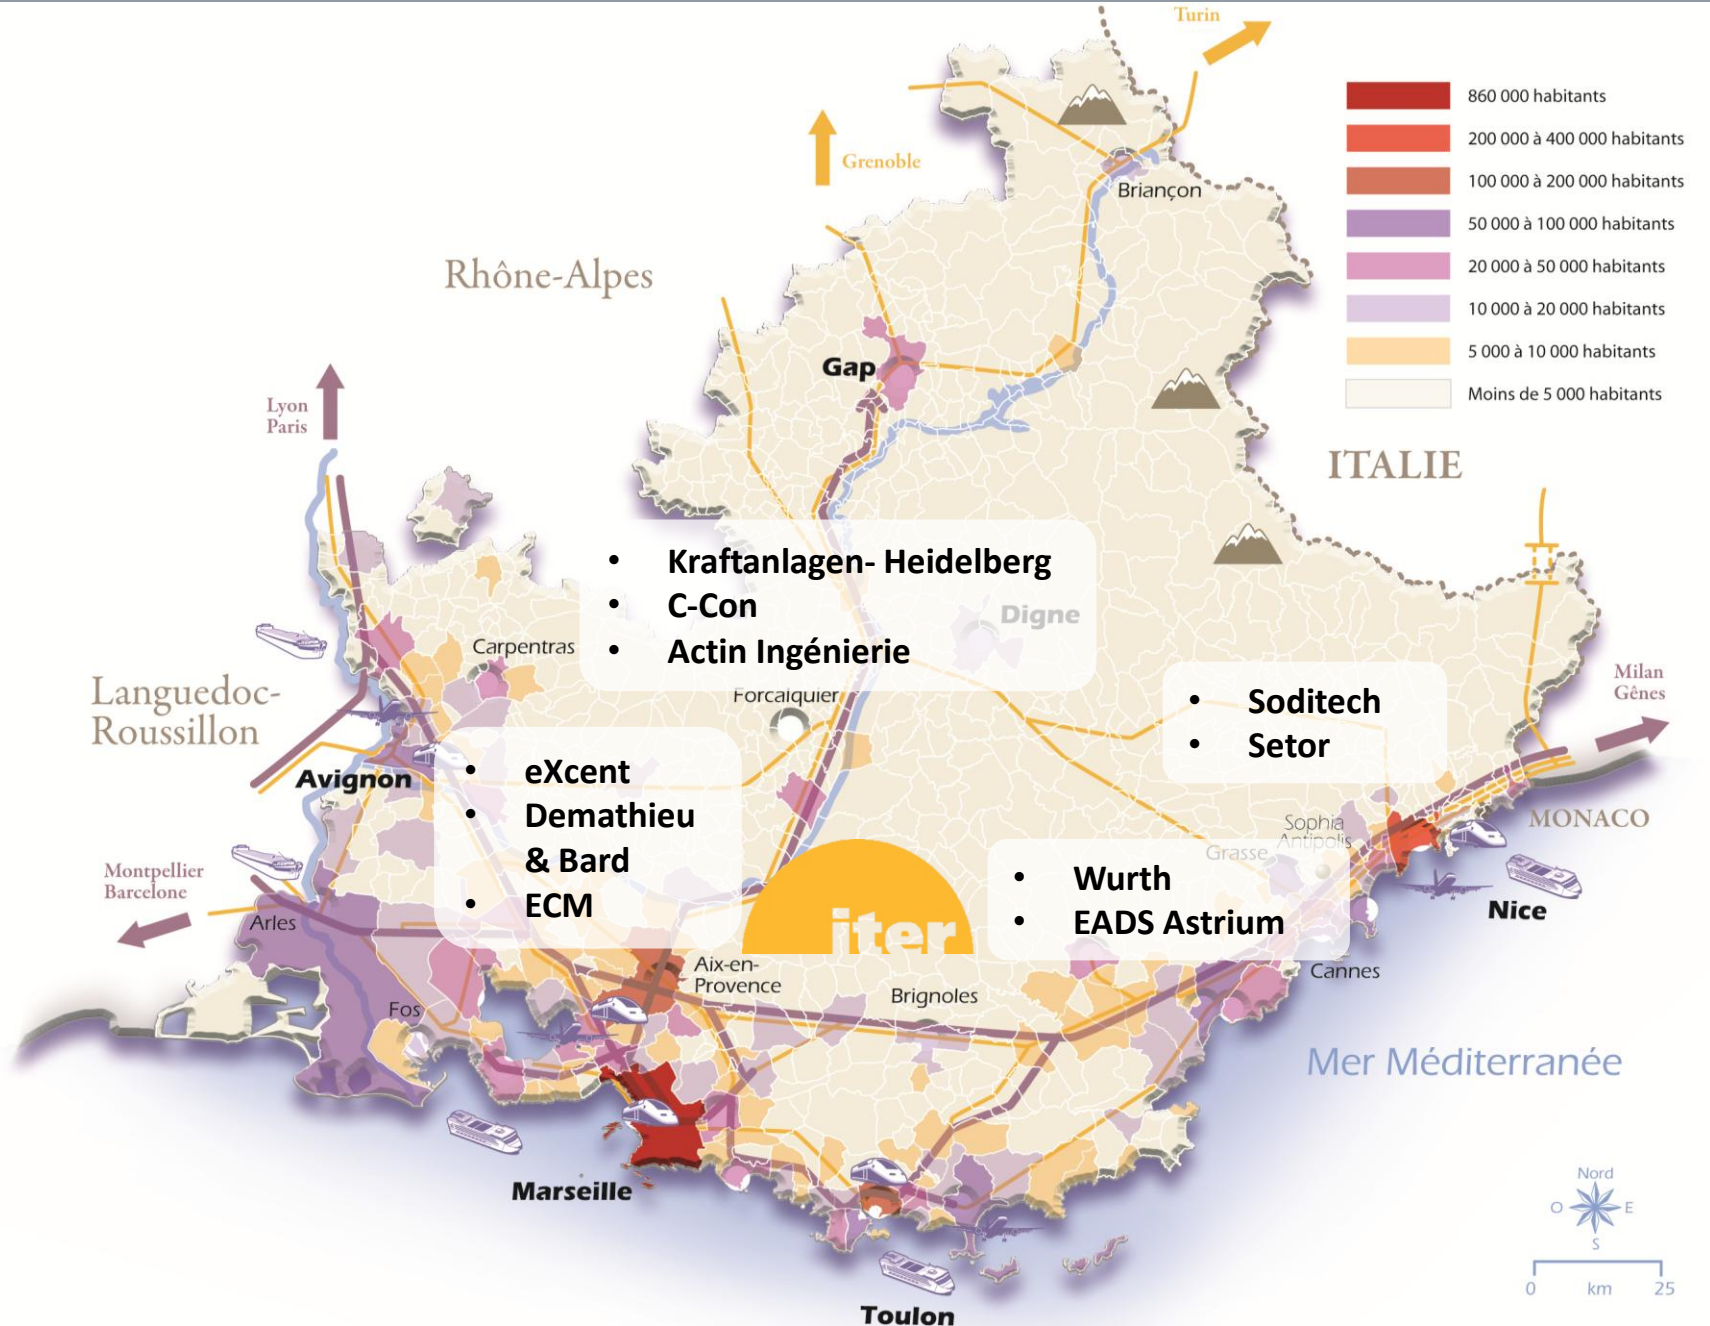 Turin
860 000 habitants
200 000 à 400 000 habitants
100 000 à 200 000 habitants
50 000 à 100 000 habitants
20 000 à 50 000 habitants
10 000 à 20 000 habitants
5 000 à 10 000 habitants
Moins de 5 000 habitants
Grenoble
Briançon
Rhône-Alpes
Gap
Lyon
Paris
ITALIE
• Kraftanlagen- Heidelberg
• C-Con
• Actin Ingénierie
Digne
Carpentras
Forcalquier
Languedoc-
Roussillon
Milan
Gênes
• Soditech
• Setor
Avignon
• eXcent
• Demathieu
& Bard
• ECM
MONACO
Sophia
Antipolis
Grasse
Montpellier
Barcelone
• Wurth
• EADS Astrium
iter
Nice
Arles
Cannes
Aix-en-
Provence
Brignoles
Fos
Mer Méditerranée
Marseille
Toulon
Nord
O
E
S
0 km 25